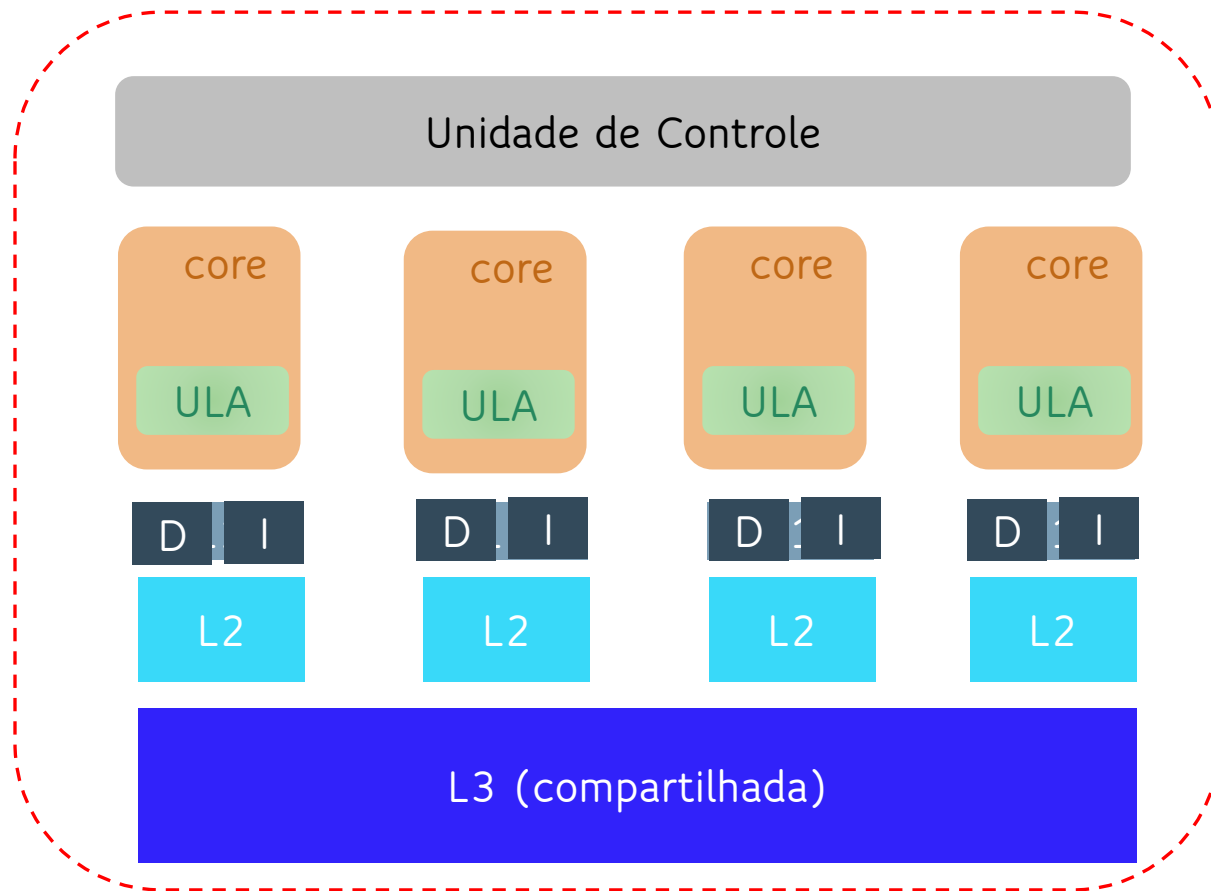 Unidade de Controle
core core core core
ULA ULA ULA ULA
D I D I D I D I
L2 L2 L2 L2
L3 (compartilhada)